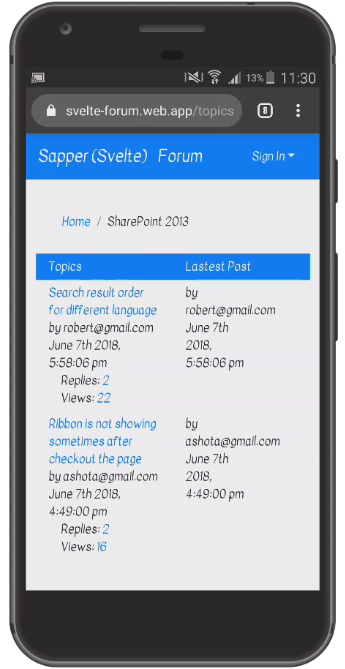 13% 11:30
svelte-forum.web.app/topics 8
Sapper (Svelte) Forum Sign In
Home / SharePoint 2013
Topics Lastest Post
Search result order
for different language
by robert@gmail.com
June 7th 2018,
5:58:06 pm
Replies: 2
Views: 22
by
robert@gmail.com
June 7th
2018,
5:58:06 pm
Ribbon is not showing
sometimes after
checkout the page
by ashota@gmail.com
June 7th 2018,
4:49:00 pm
Replies: 2
Views: 16
by
ashota@gmail.com
June 7th
2018,
4:49:00 pm